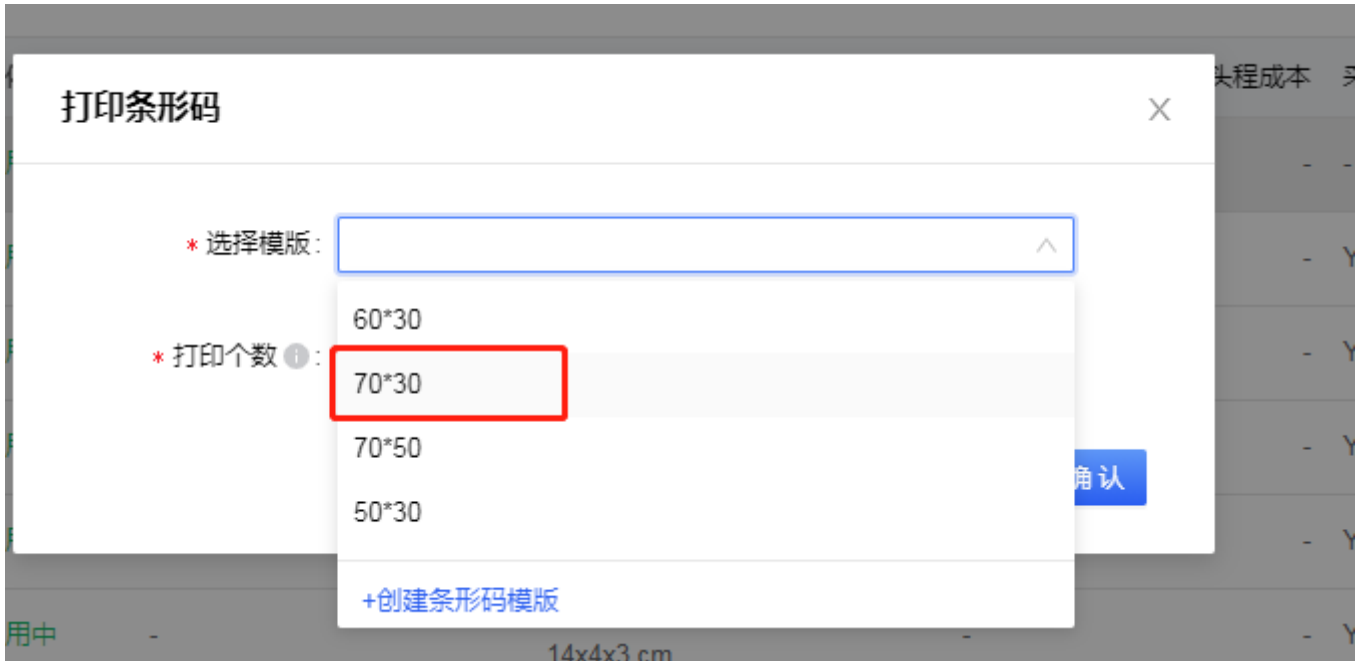 头程成本
打印条形码
X
- -
* 选择模版:
- Y
60*30
* 打印个数 i :
- Y
70*30
70*50
- Y
确认
50*30
- Y
+创建条形码模版
用中 - - - Y
14x4x3 cm